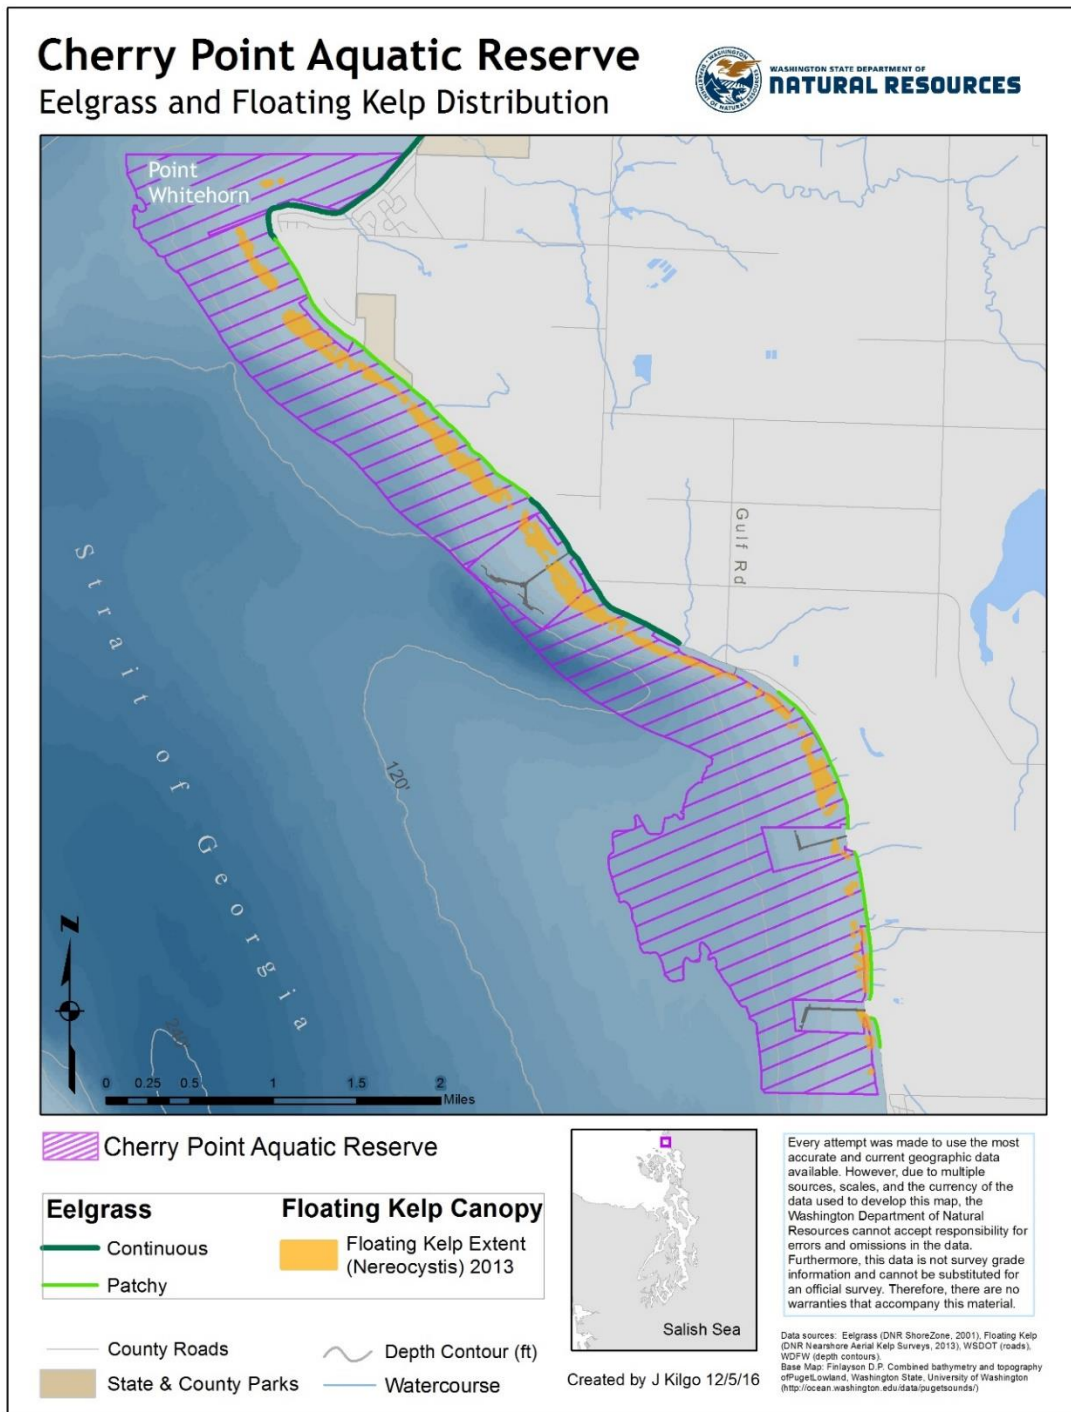 Cherry Point Aquatic Reserve
Eelgrass and Floating Kelp Distribution
WASHINGTON STATE DEPARTMENT OF
NATURAL RESOURCES
Point
Whitehorn
Gulf Rd
Strait of Georgia
120'
240'
N
0 0.25 0.5 1 1.5 2
Miles
Cherry Point Aquatic Reserve
Eelgrass
Continuous
Patchy
Floating Kelp Canopy
Floating Kelp Extent
(Nereocystis) 2013
County Roads
State & County Parks
Depth Contour (ft)
Watercourse
Salish Sea
Created by J Kilgo 12/5/16
Every attempt was made to use the most
accurate and current geographic data
available. However, due to multiple
sources, scales, and the currency of the
data used to develop this map, the
Washington Department of Natural
Resources cannot accept responsibility for
errors and omissions in the data.
Furthermore, this data is not survey grade
information and cannot be substituted for
an official survey. Therefore, there are no
warranties that accompany this material.
Data sources: Eelgrass (DNR ShoreZone, 2001), Floating Kelp
(DNR Nearshore Aerial Kelp Surveys, 2013), WSDOT (roads),
WDFW (depth contours).
Base Map: Finlayson D.P. Combined bathymetry and topography
ofPugetLowland, Washington State, University of Washington
(http://ocean.washington.edu/data/pugetsounds/)